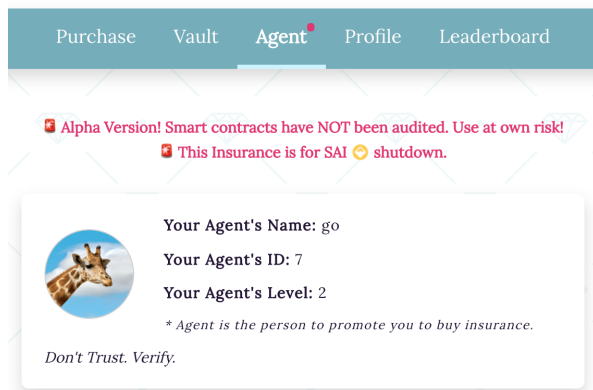 Purchase Vault Agent Profile Leaderboard
🚨 Alpha Version! Smart contracts have NOT been audited. Use at own risk!
🚨 This Insurance is for SAI shutdown.
Your Agent's Name: go
Your Agent's ID: 7
Your Agent's Level: 2
* Agent is the person to promote you to buy insurance.
Don't Trust. Verify.